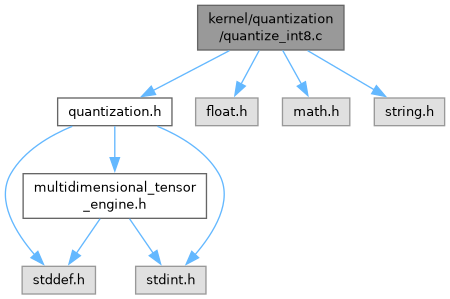 kernel/quantization
/quantize_int8.c
quantization.h
float.h
math.h
string.h
multidimensional_tensor
_engine.h
stddef.h
stdint.h